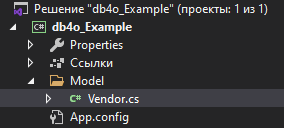 Решение "db4o_Example" (проекты: 1 из 1)
C# db4o_Example
Properties
Ссылки
Model
C# Vendor.cs
App.config